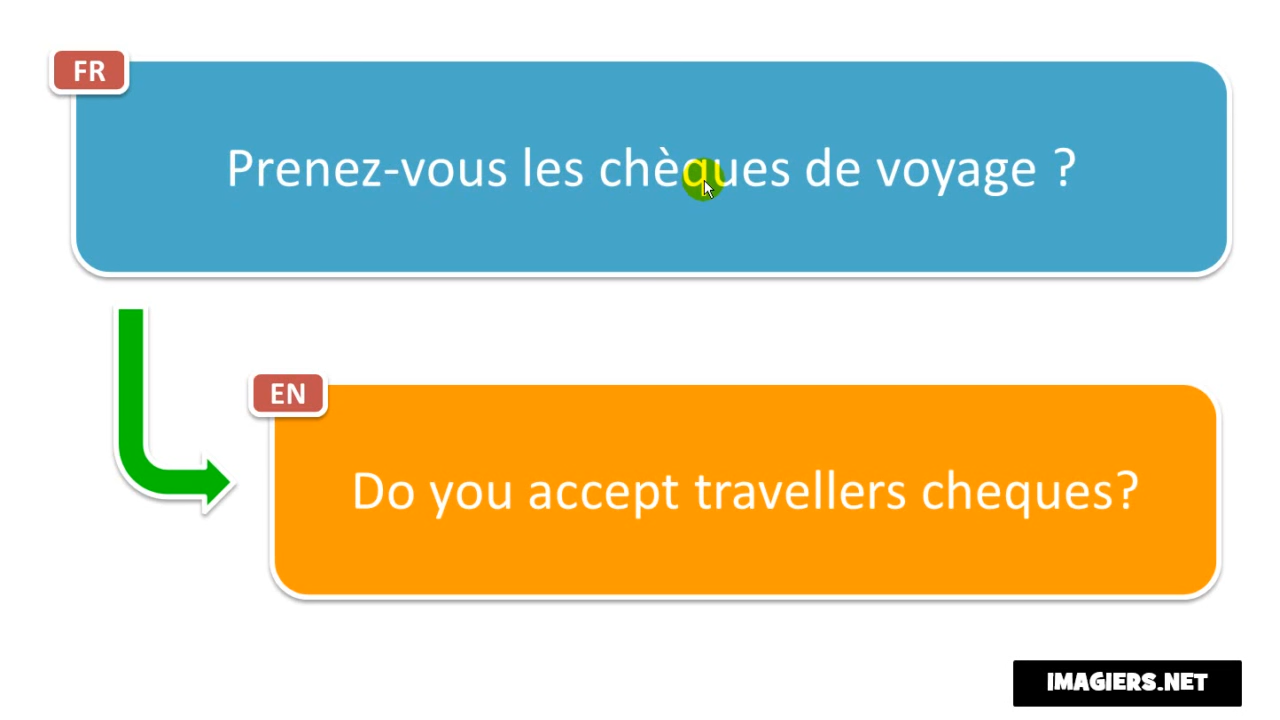 FR
Prenez-vous les chèques de voyage ?
EN
Do you accept travellers cheques?
IMAGIERS.NET